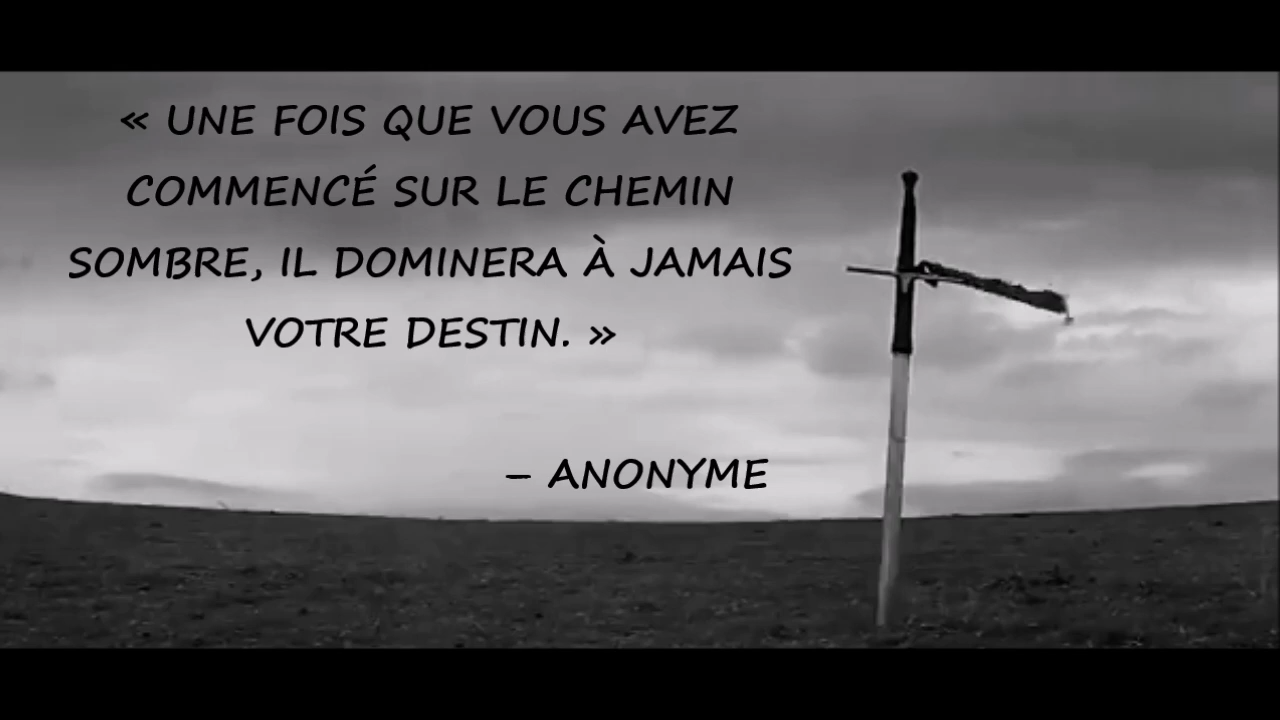 « UNE FOIS QUE VOUS AVEZ
COMMENCÉ SUR LE CHEMIN
SOMBRE, IL DOMINERA À JAMAIS
VOTRE DESTIN. »
– ANONYME